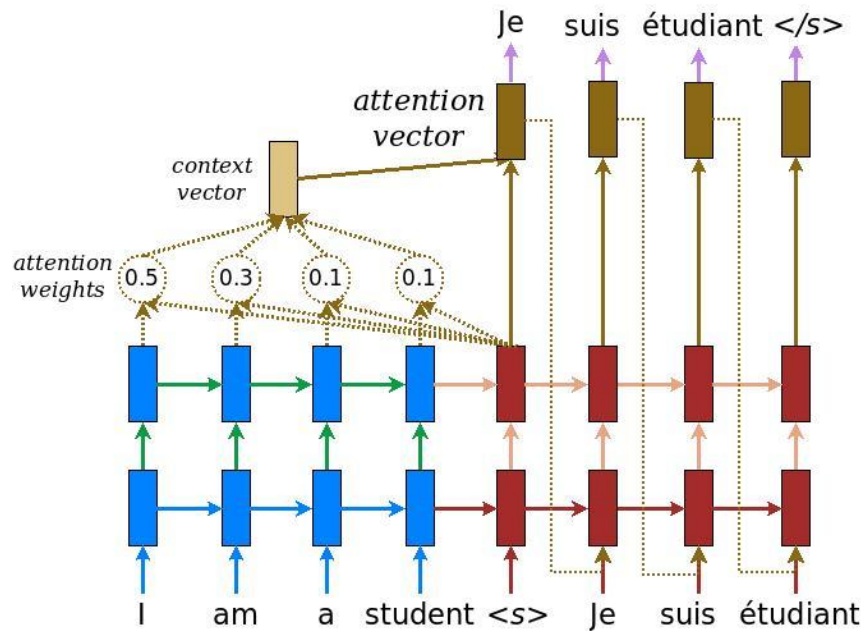 Je suis étudiant </s>
attention
vector
context
vector
attention
weights
0.5 0.3 0.1 0.1
I am a student <s> Je suis étudiant